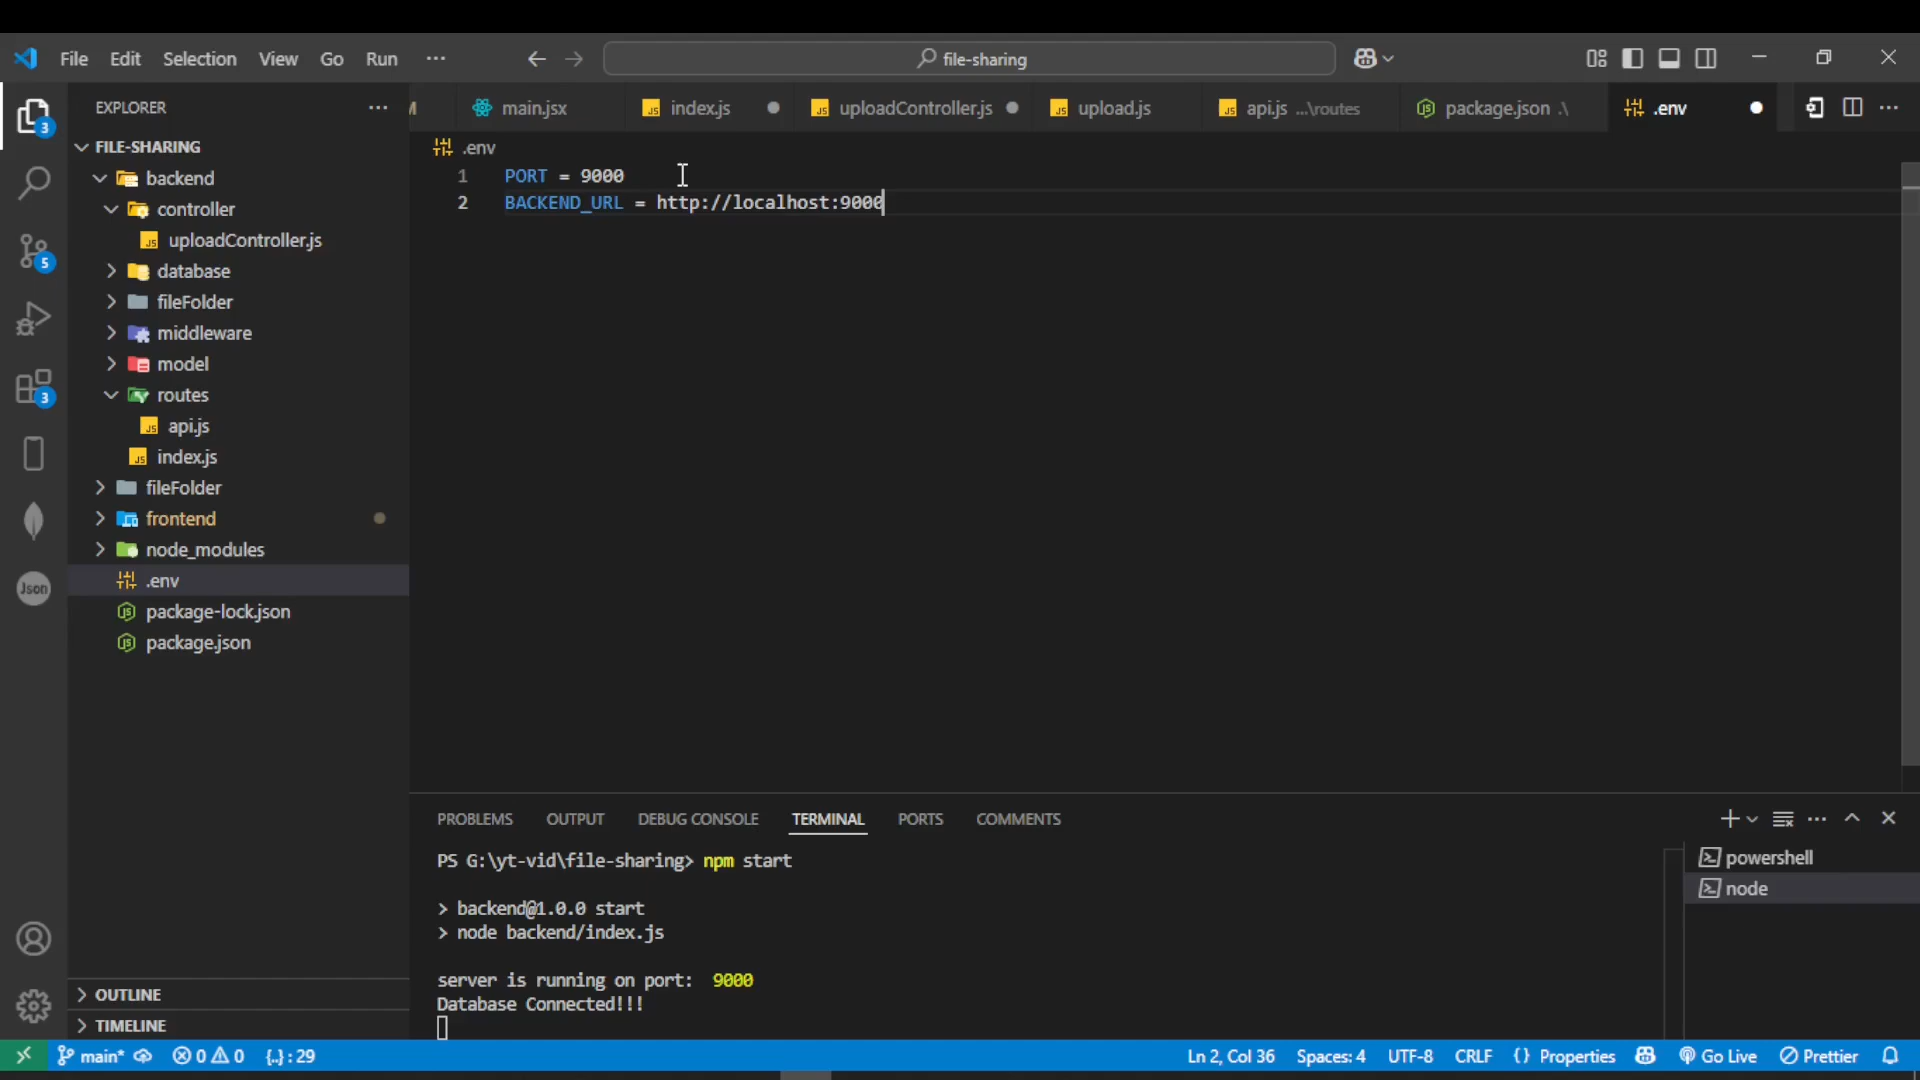 File Edit Selection View Go Run ···
file-sharing
EXPLORER ···
M main.jsx index.js uploadController.js upload.js api.js ...\routes package.json .\ .env ···
FILE-SHARING
.env
backend
1 PORT = 9000
controller
2 BACKEND_URL = http://localhost:9000
uploadController.js
database
fileFolder
middleware
model
routes
api.js
index.js
fileFolder
frontend
node_modules
.env
package-lock.json
package.json
3
5
3
Json
PROBLEMS OUTPUT DEBUG CONSOLE TERMINAL PORTS COMMENTS
PS G:\yt-vid\file-sharing> npm start
powershell
node
> backend@1.0.0 start
> node backend/index.js
server is running on port: 9000
Database Connected!!!
OUTLINE
TIMELINE
main* 0 0 {..} : 29 Ln 2, Col 36 Spaces: 4 UTF-8 CRLF {} Properties Go Live Prettier